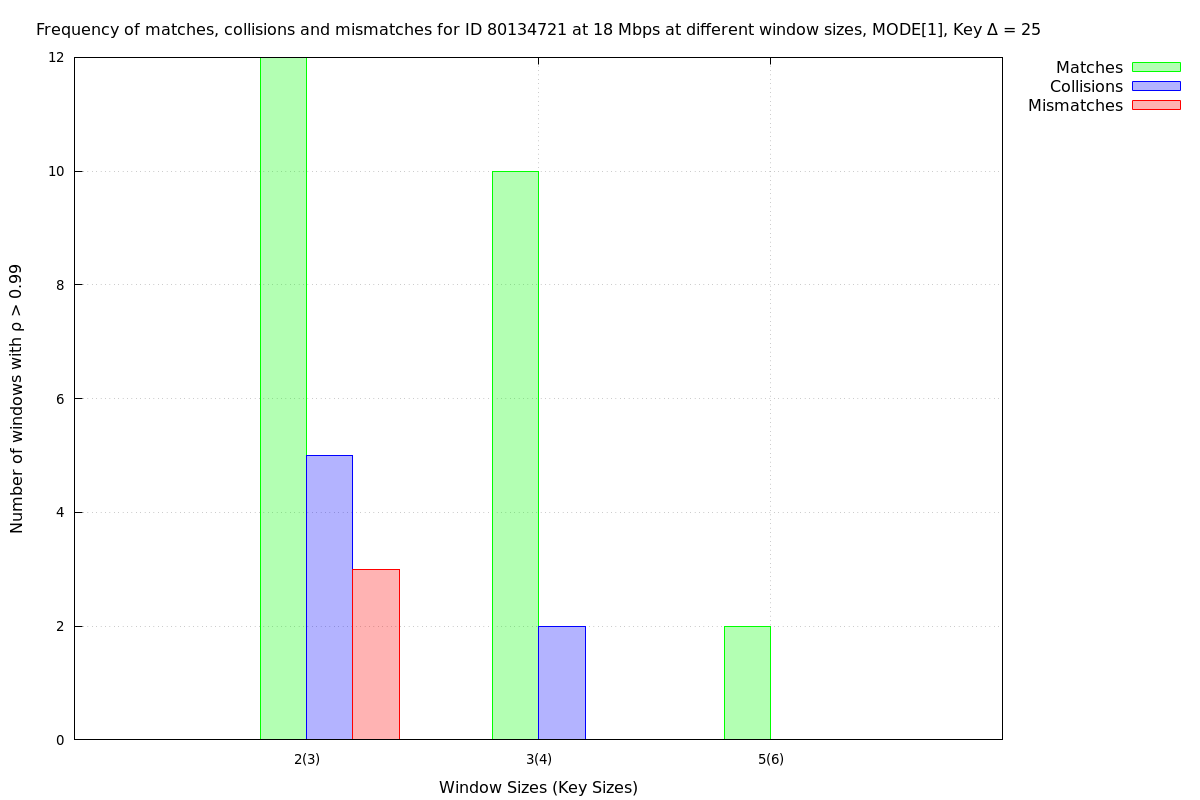 Frequency of matches, collisions and mismatches for ID 80134721 at 18 Mbps at different window sizes, MODE[1], Key Δ = 25
Matches
Collisions
Mismatches
Number of windows with ρ > 0.99
12
10
8
6
4
2
0
2(3)
3(4)
5(6)
Window Sizes (Key Sizes)